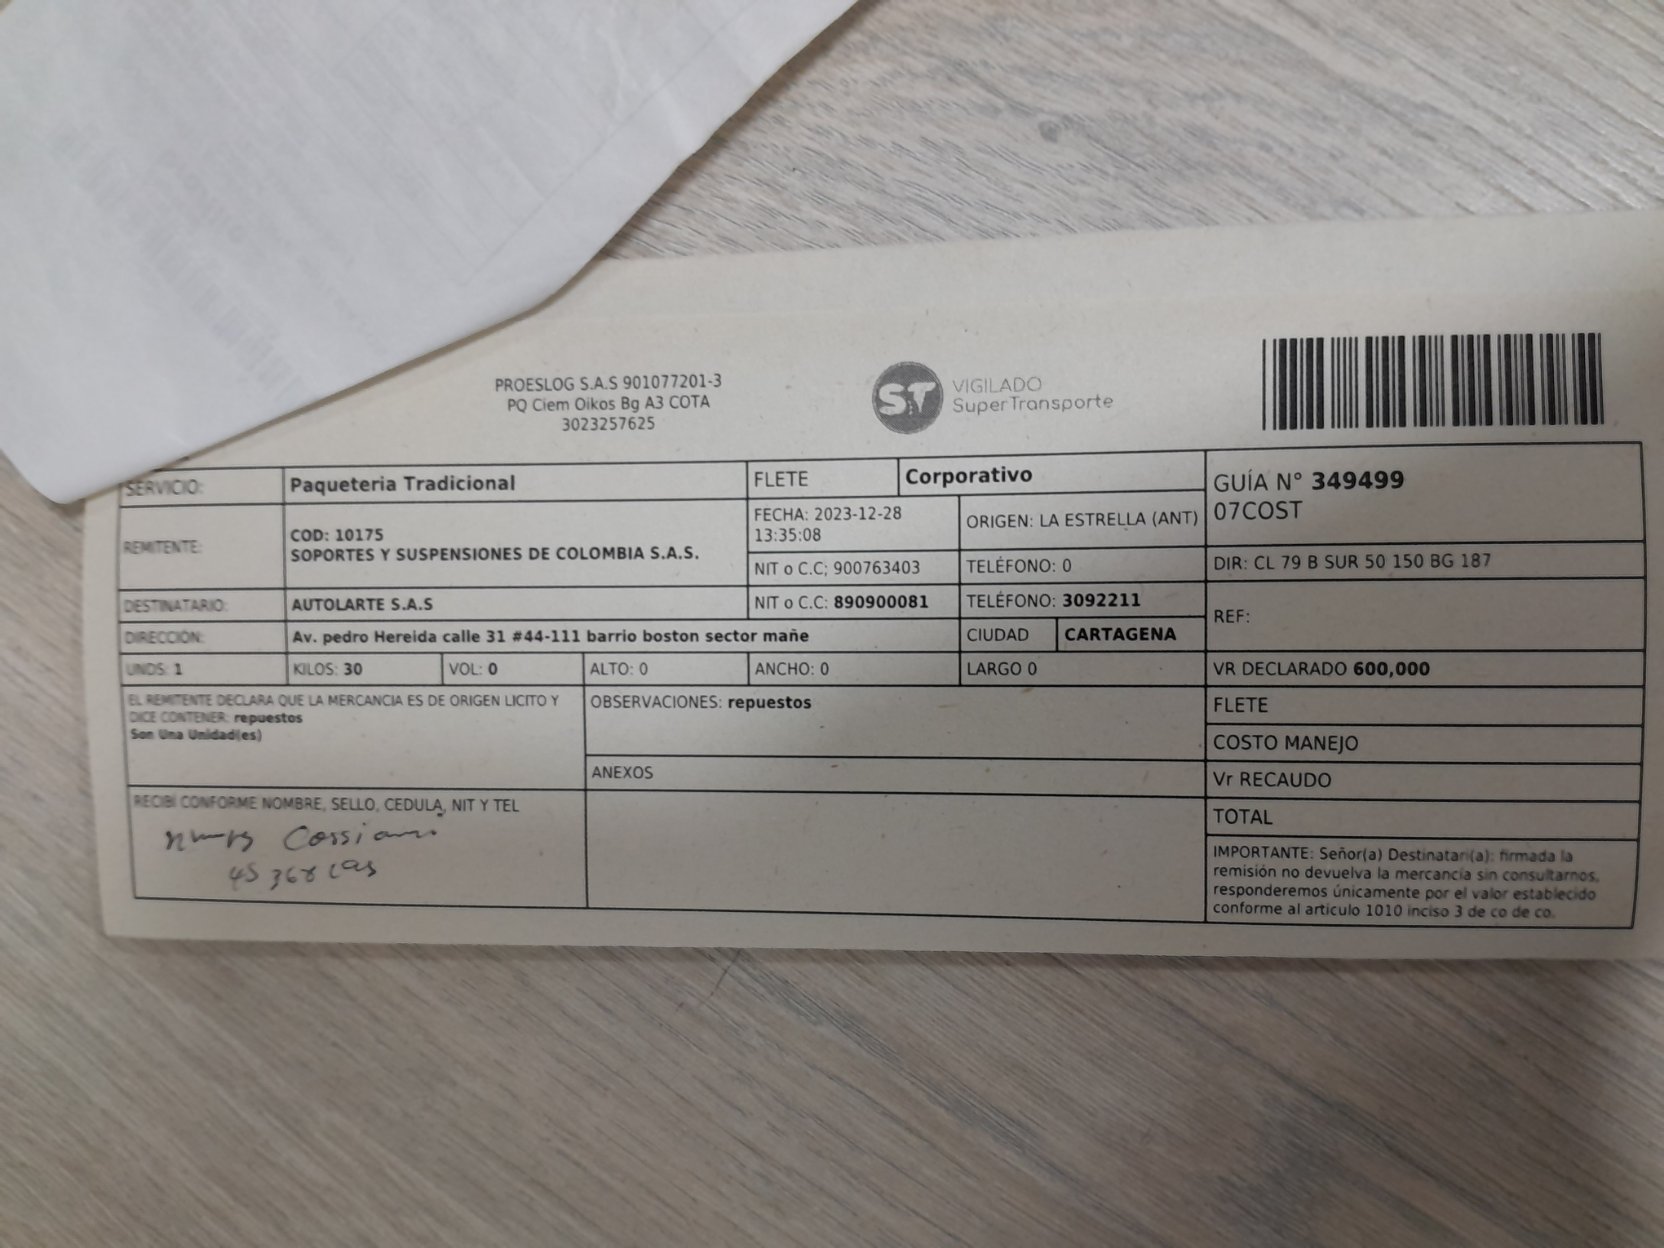 PROESLOG S.A.S 901077201-3
PQ Ciem Oikos Bg A3 COTA
3023257625
ST
VIGILADO
SuperTransporte
SERVICIO:
Paqueteria Tradicional
FLETE
Corporativo
GUÍA N° 349499
07COST
REMITENTE:
COD: 10175
SOPORTES Y SUSPENSIONES DE COLOMBIA S.A.S.
FECHA: 2023-12-28
13:35:08
ORIGEN: LA ESTRELLA (ANT)
NIT o C.C; 900763403
TELÉFONO: 0
DIR: CL 79 B SUR 50 150 BG 187
DESTINATARIO:
AUTOLARTE S.A.S
NIT o C.C: 890900081
TELÉFONO: 3092211
REF:
DIRECCIÓN:
Av. pedro Hereida calle 31 #44-111 barrio boston sector mañe
CIUDAD
CARTAGENA
UNDS: 1
KILOS: 30
VOL: 0
ALTO: 0
ANCHO: 0
LARGO 0
VR DECLARADO 600,000
EL REMITENTE DECLARA QUE LA MERCANCIA ES DE ORIGEN LICITO Y
DICE CONTENER: repuestos
Son Una Unidad(es)
OBSERVACIONES: repuestos
FLETE
COSTO MANEJO
ANEXOS
Vr RECAUDO
RECIBÍ CONFORME NOMBRE, SELLO, CEDULA, NIT Y TEL
TOTAL
IMPORTANTE: Señor(a) Destinatari(a): firmada la
remisión no devuelva la mercancía sin consultarnos,
responderemos únicamente por el valor establecido
conforme al articulo 1010 inciso 3 de co de co.